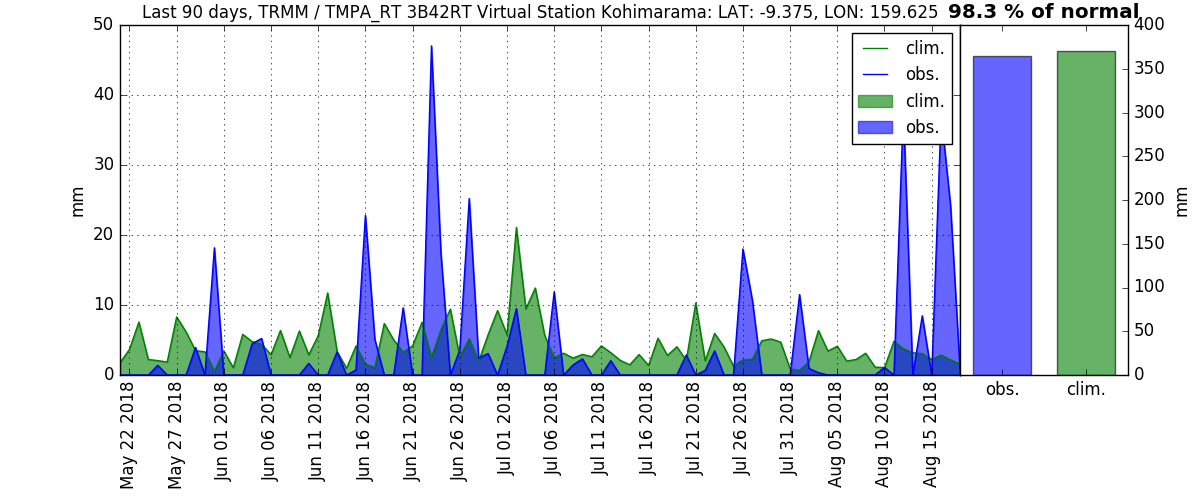 Last 90 days, TRMM / TMPA_RT 3B42RT Virtual Station Kohimarama: LAT: -9.375, LON: 159.625 98.3 % of normal
50
40
30
20
10
0
mm
clim.
obs.
clim.
obs.
400
350
300
250
200
150
100
50
0
mm
obs. clim.
May 22 2018
May 27 2018
Jun 01 2018
Jun 06 2018
Jun 11 2018
Jun 16 2018
Jun 21 2018
Jun 26 2018
Jul 01 2018
Jul 06 2018
Jul 11 2018
Jul 16 2018
Jul 21 2018
Jul 26 2018
Jul 31 2018
Aug 05 2018
Aug 10 2018
Aug 15 2018